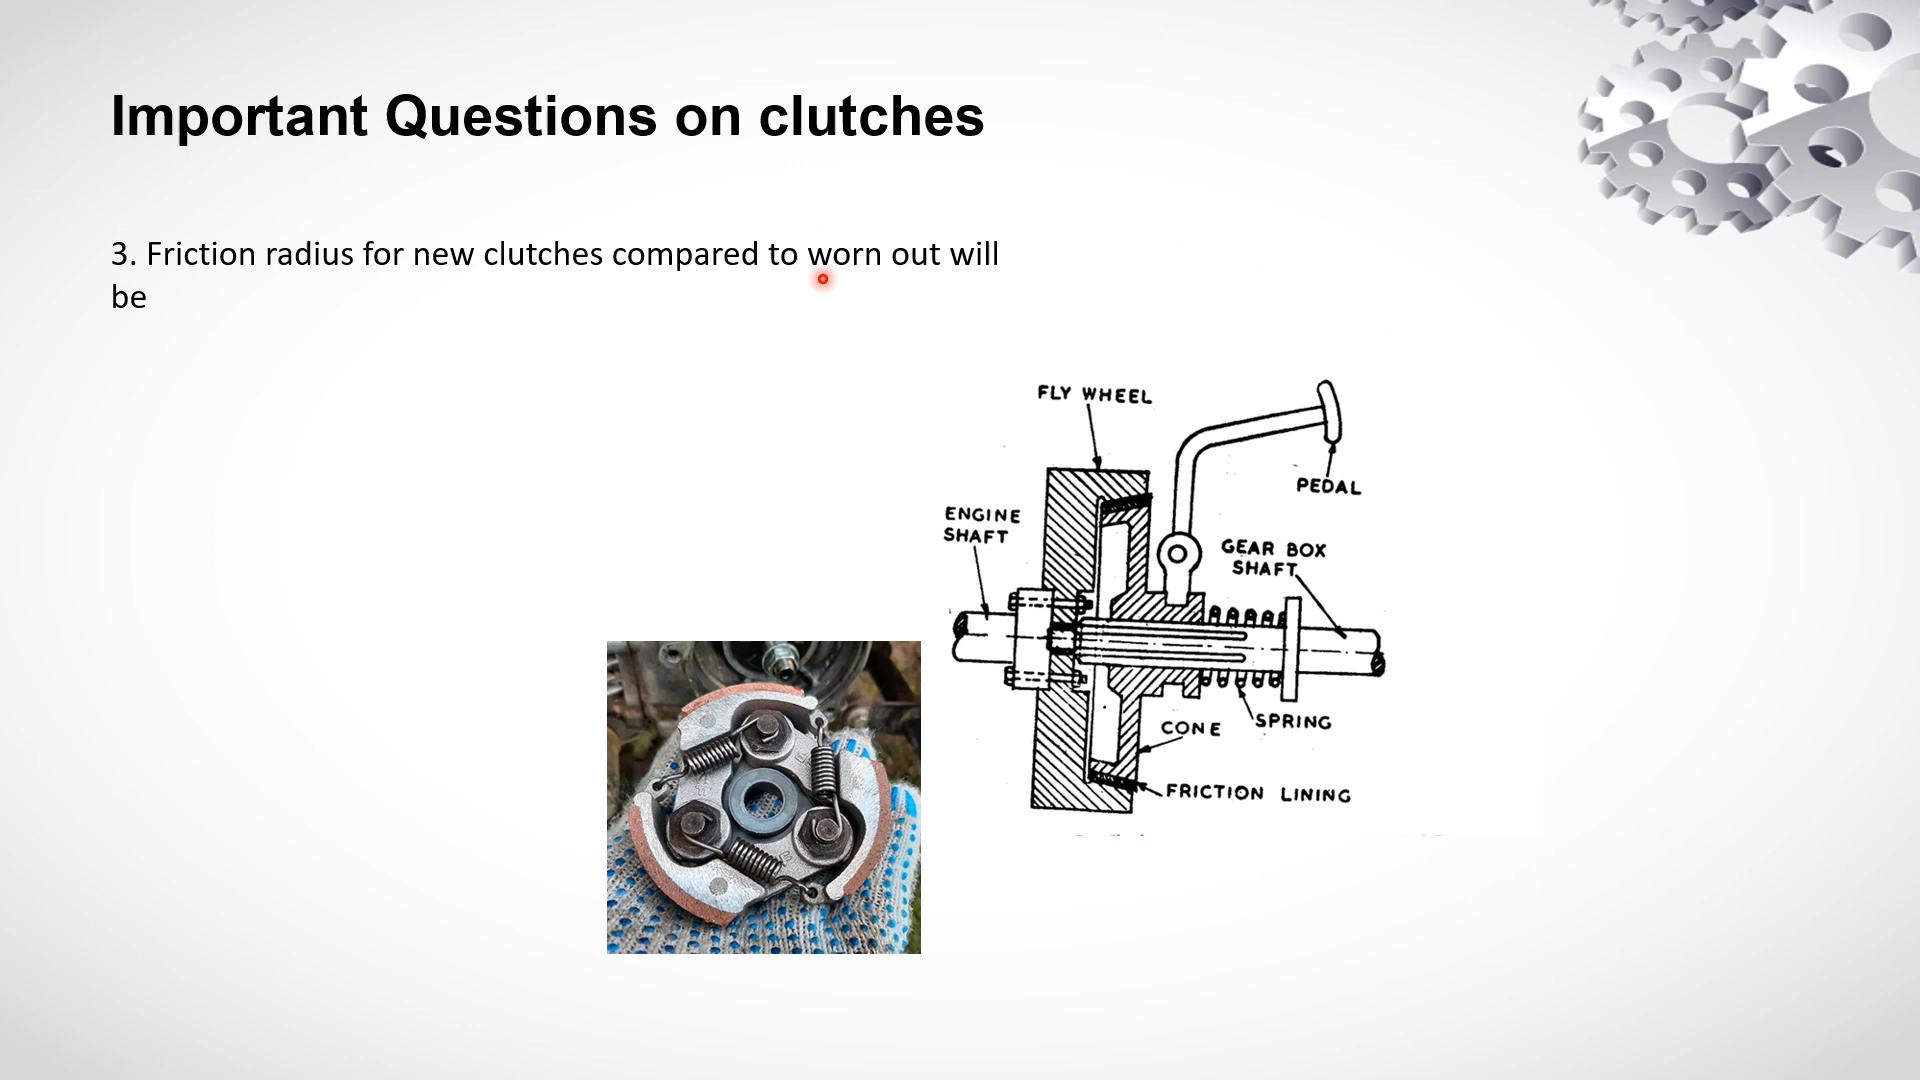 Important Questions on clutches
3. Friction radius for new clutches compared to worn out will
be
FLY WHEEL
PEDAL
ENGINE
SHAFT
GEAR BOX
SHAFT
SPRING
CONE
FRICTION LINING